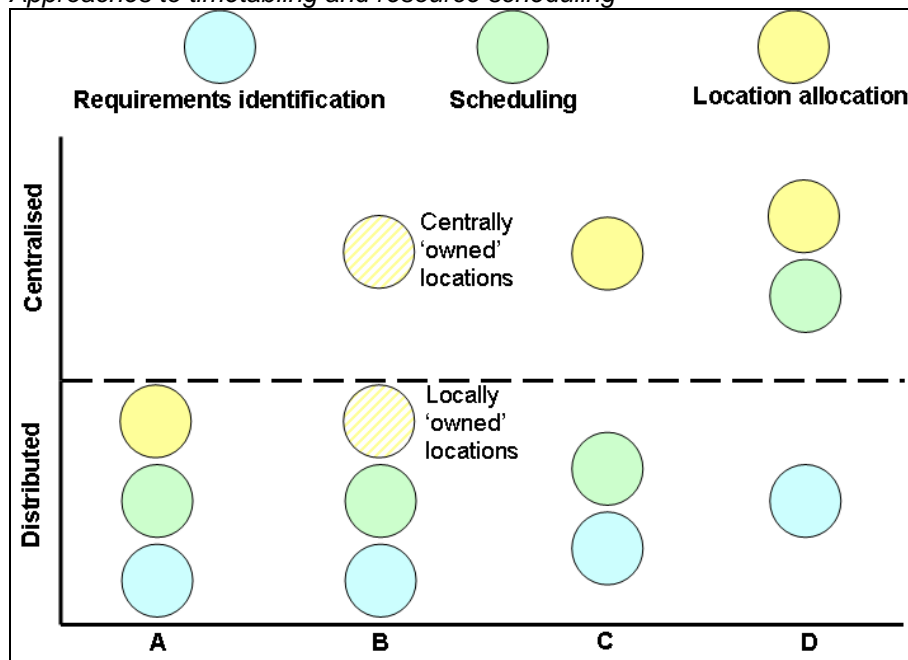 Approaches to timetabling and resource scheduling
Requirements identification
Scheduling
Location allocation
Centralised
Centrally
‘owned’
locations
Distributed
Locally
‘owned’
locations
A
B
C
D